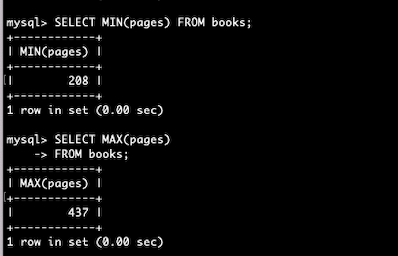 mysql> SELECT MIN(pages) FROM books;
+------------+
| MIN(pages) |
+------------+
|        208 |
+------------+
1 row in set (0.00 sec)
mysql> SELECT MAX(pages)
    -> FROM books;
+------------+
| MAX(pages) |
+------------+
|        437 |
+------------+
1 row in set (0.00 sec)